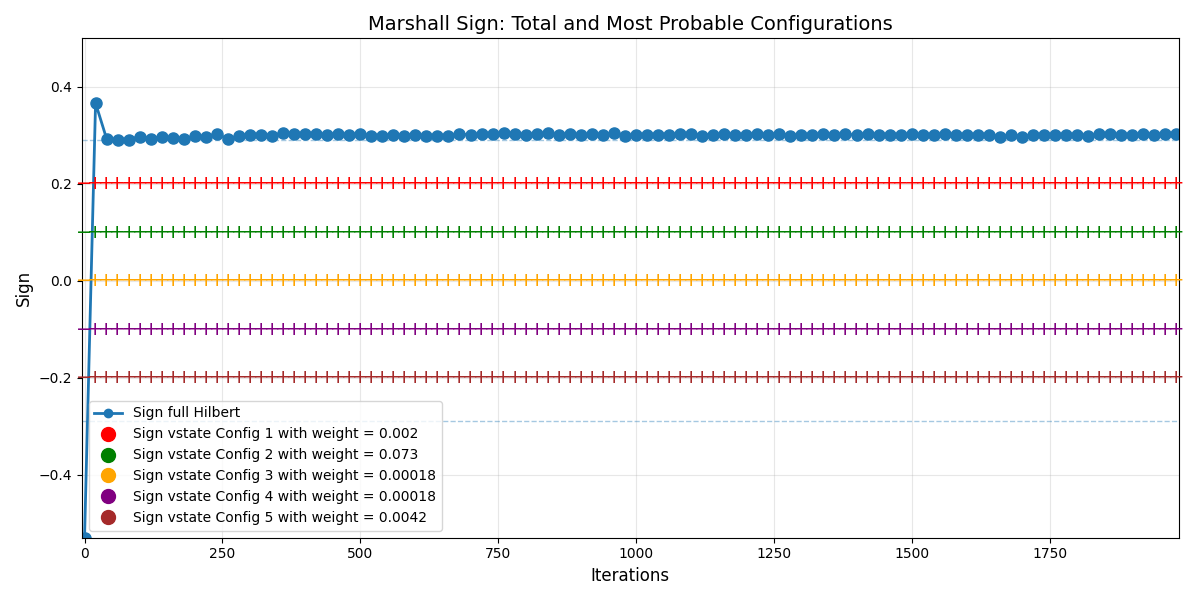 Marshall Sign: Total and Most Probable Configurations
Sign
0.4
0.2
0.0
−0.2
−0.4
Sign full Hilbert
Sign vstate Config 1 with weight = 0.002
Sign vstate Config 2 with weight = 0.073
Sign vstate Config 3 with weight = 0.00018
Sign vstate Config 4 with weight = 0.00018
Sign vstate Config 5 with weight = 0.0042
0
250
500
750
1000
1250
1500
1750
Iterations